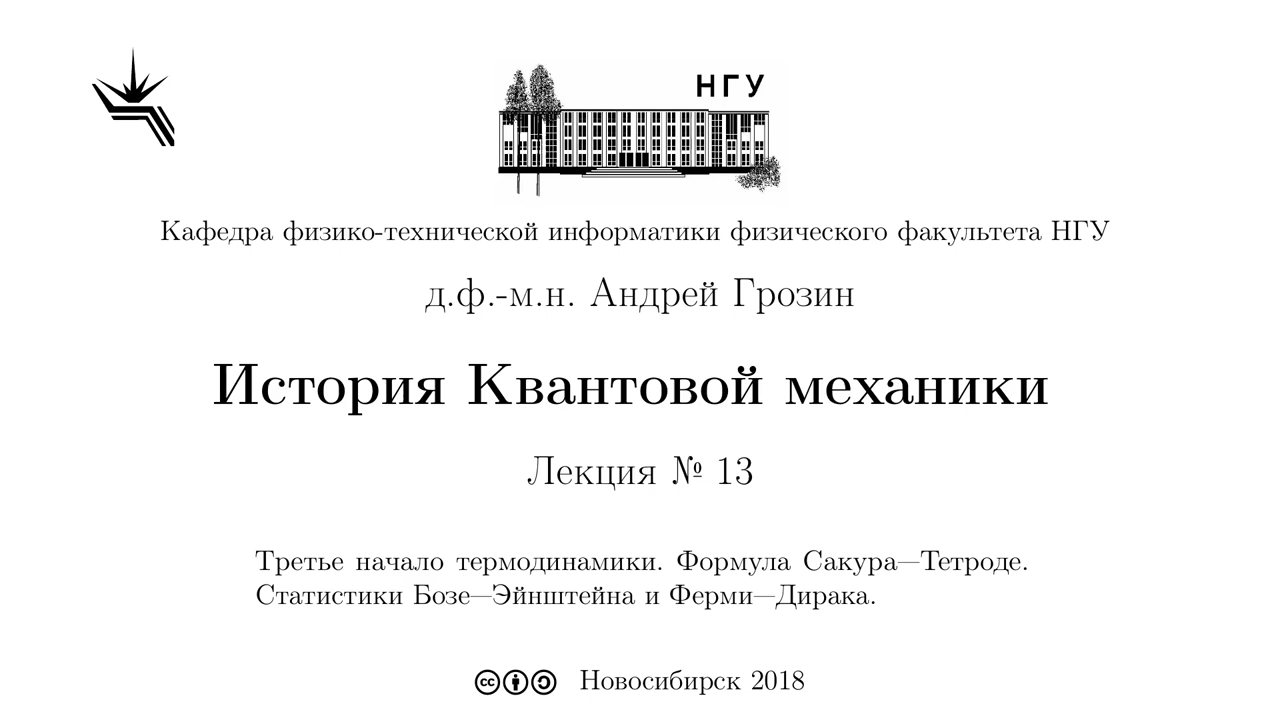 НГУ
Кафедра физико-технической информатики физического факультета НГУ
д.ф.-м.н. Андрей Грозин
История Квантовой механики
Лекция № 13
Третье начало термодинамики. Формула Сакура—Тетроде.
Статистики Бозе—Эйнштейна и Ферми—Дирака.
cc Новосибирск 2018